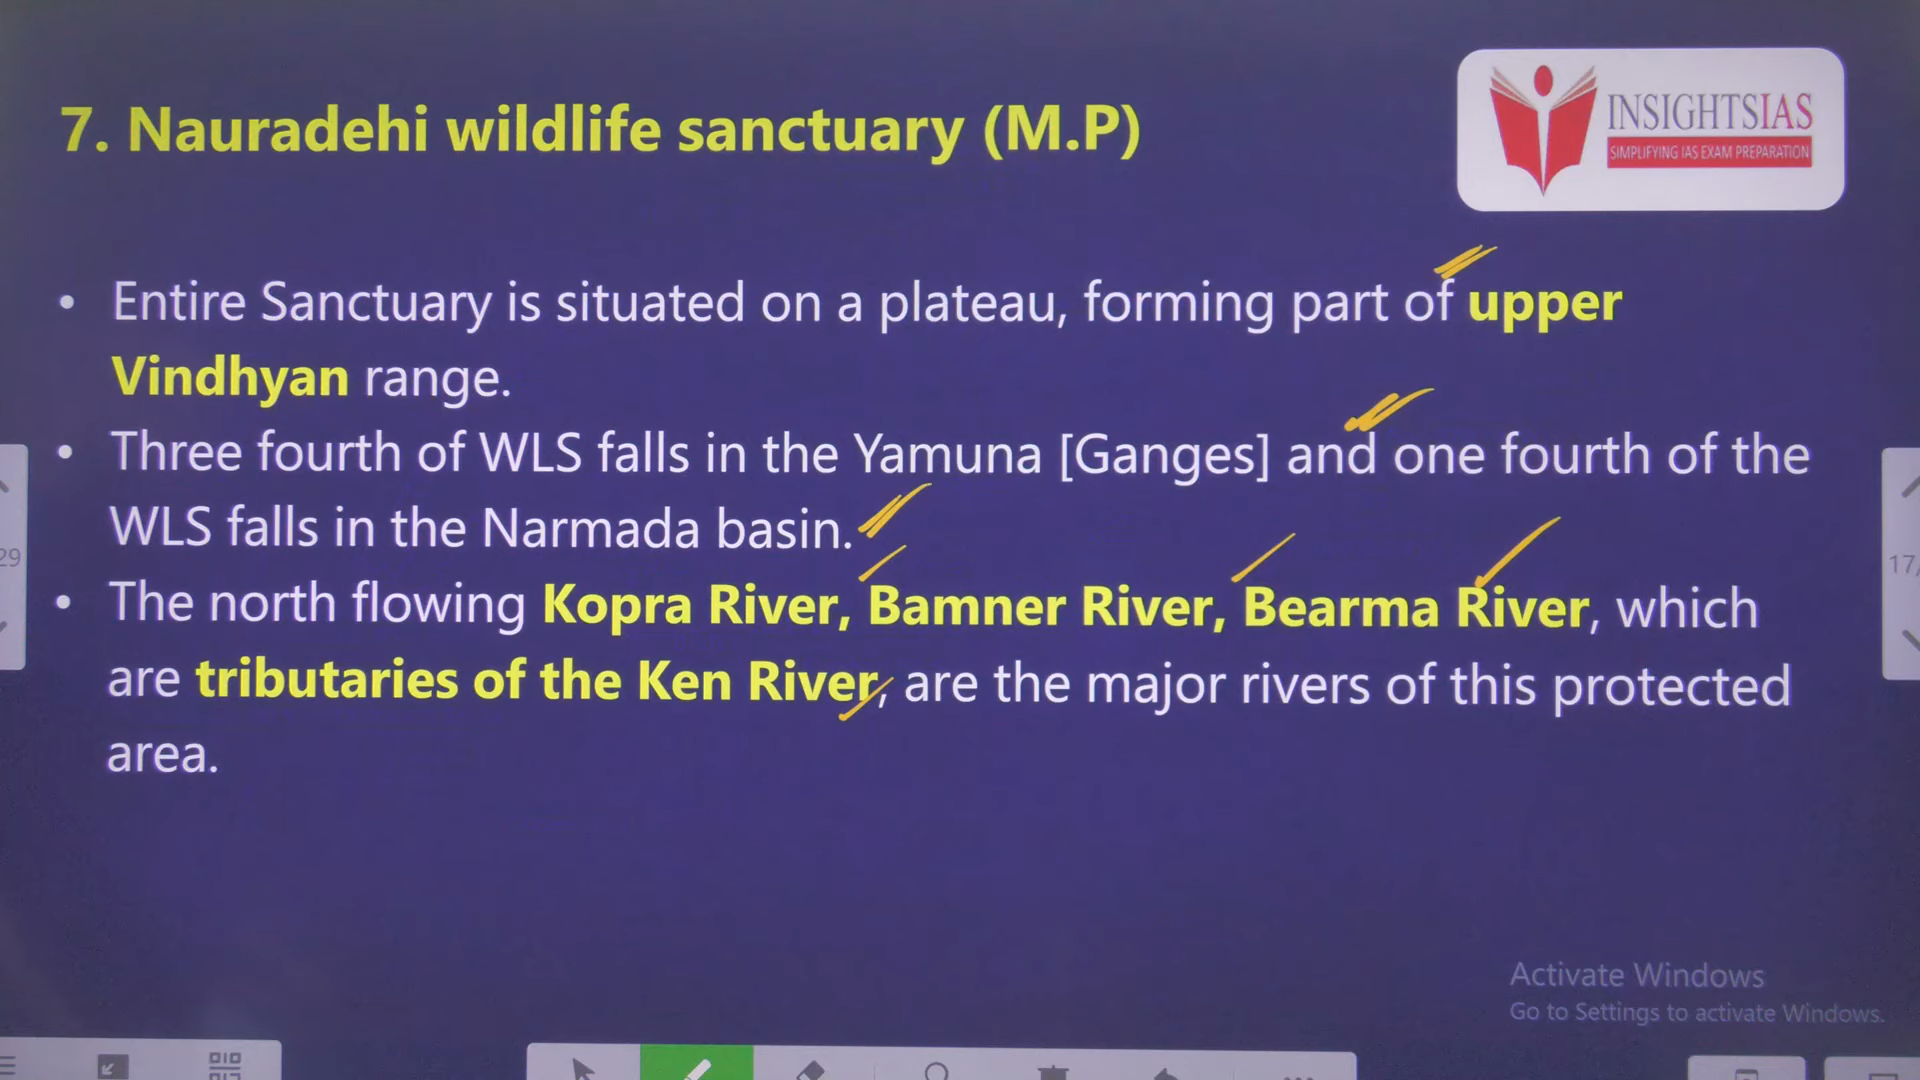 7. Nauradehi wildlife sanctuary (M.P)
INSIGHTSIAS
SIMPLIFYING IAS EXAM PREPARATION
• Entire Sanctuary is situated on a plateau, forming part of upper
Vindhyan range.
• Three fourth of WLS falls in the Yamuna [Ganges] and one fourth of the
WLS falls in the Narmada basin.
• The north flowing Kopra River, Bamner River, Bearma River, which
are tributaries of the Ken River, are the major rivers of this protected
area.
29
17/
Activate Windows
Go to Settings to activate Windows.